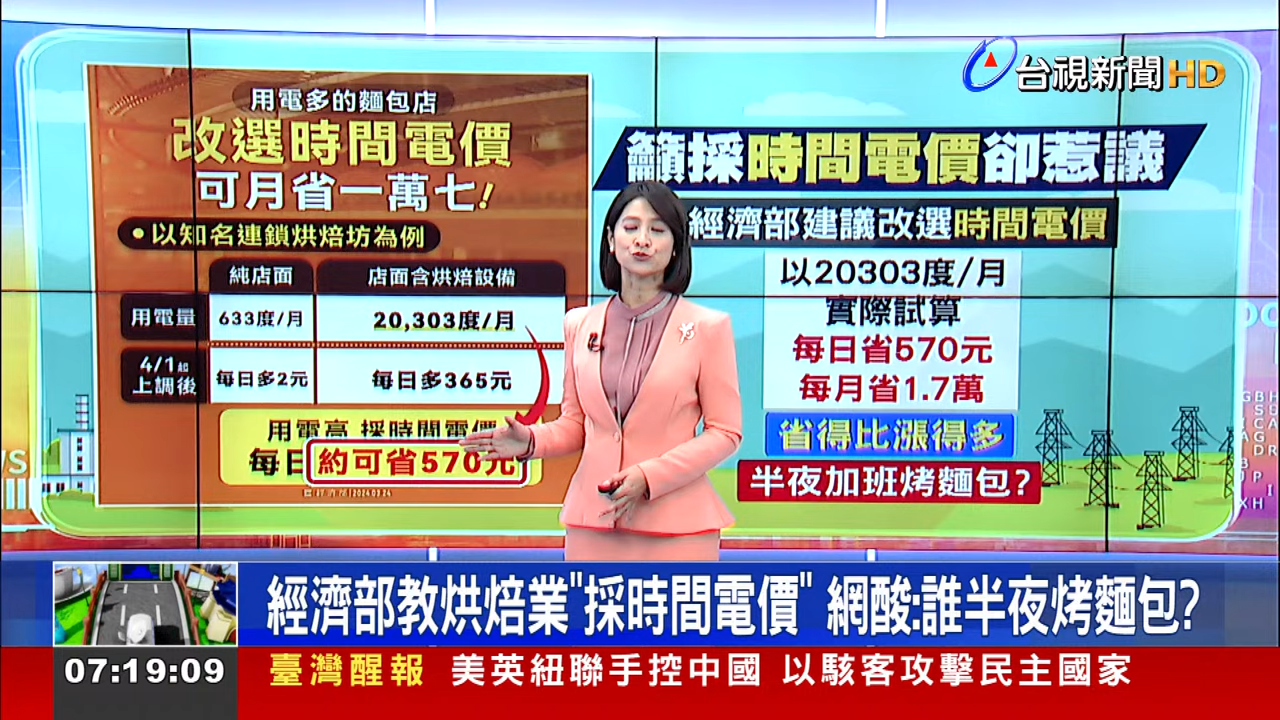 台視新聞HD
用電多的麵包店
改選時間電價
可月省一萬七!
•以知名連鎖烘焙坊為例
純店面 店面含烘焙設備
用電量 633度/月 20,303度/月
4/1起上調後 每日多2元 每日多365元
用電高 採時間電價
每日約可省570元
經濟部 2024.03.24
籲採時間電價卻惹議
經濟部建議改選時間電價
以20303度/月
實際試算
每日省570元
每月省1.7萬
省得比漲得多
半夜加班烤麵包?
經濟部教烘焙業"採時間電價" 網酸:誰半夜烤麵包?
07:19:09 臺灣醒報 美英紐聯手控中國 以駭客攻擊民主國家